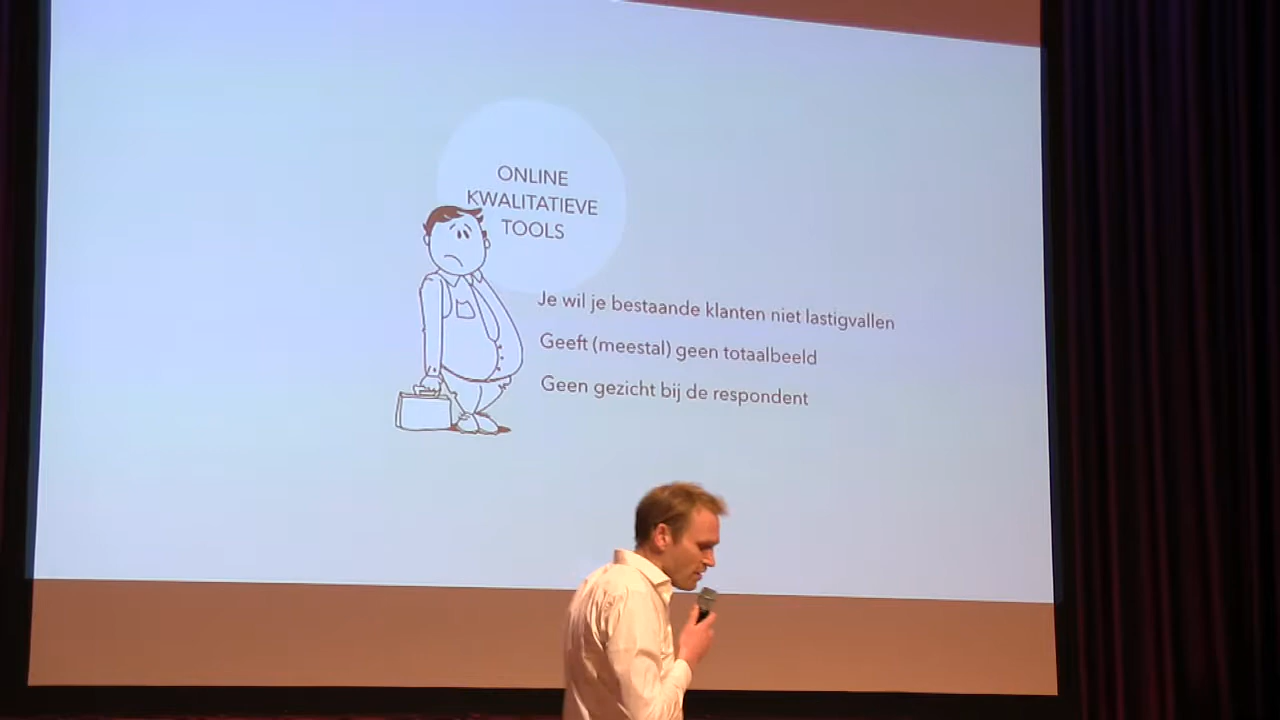 ONLINE
KWALITATIEVE
TOOLS
Je wil je bestaande klanten niet lastigvallen
Geeft (meestal) geen totaalbeeld
Geen gezicht bij de respondent